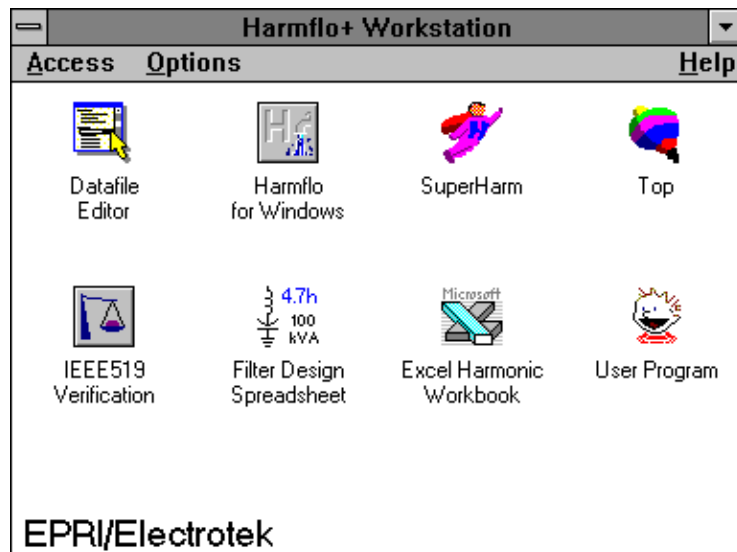 Harmflo+ Workstation
Access Options Help
Datafile Editor
Harmflo for Windows
SuperHarm
Top
4.7h
100
kVA
Microsoft
IEEE519 Verification
Filter Design Spreadsheet
Excel Harmonic Workbook
User Program
EPRI/Electrotek